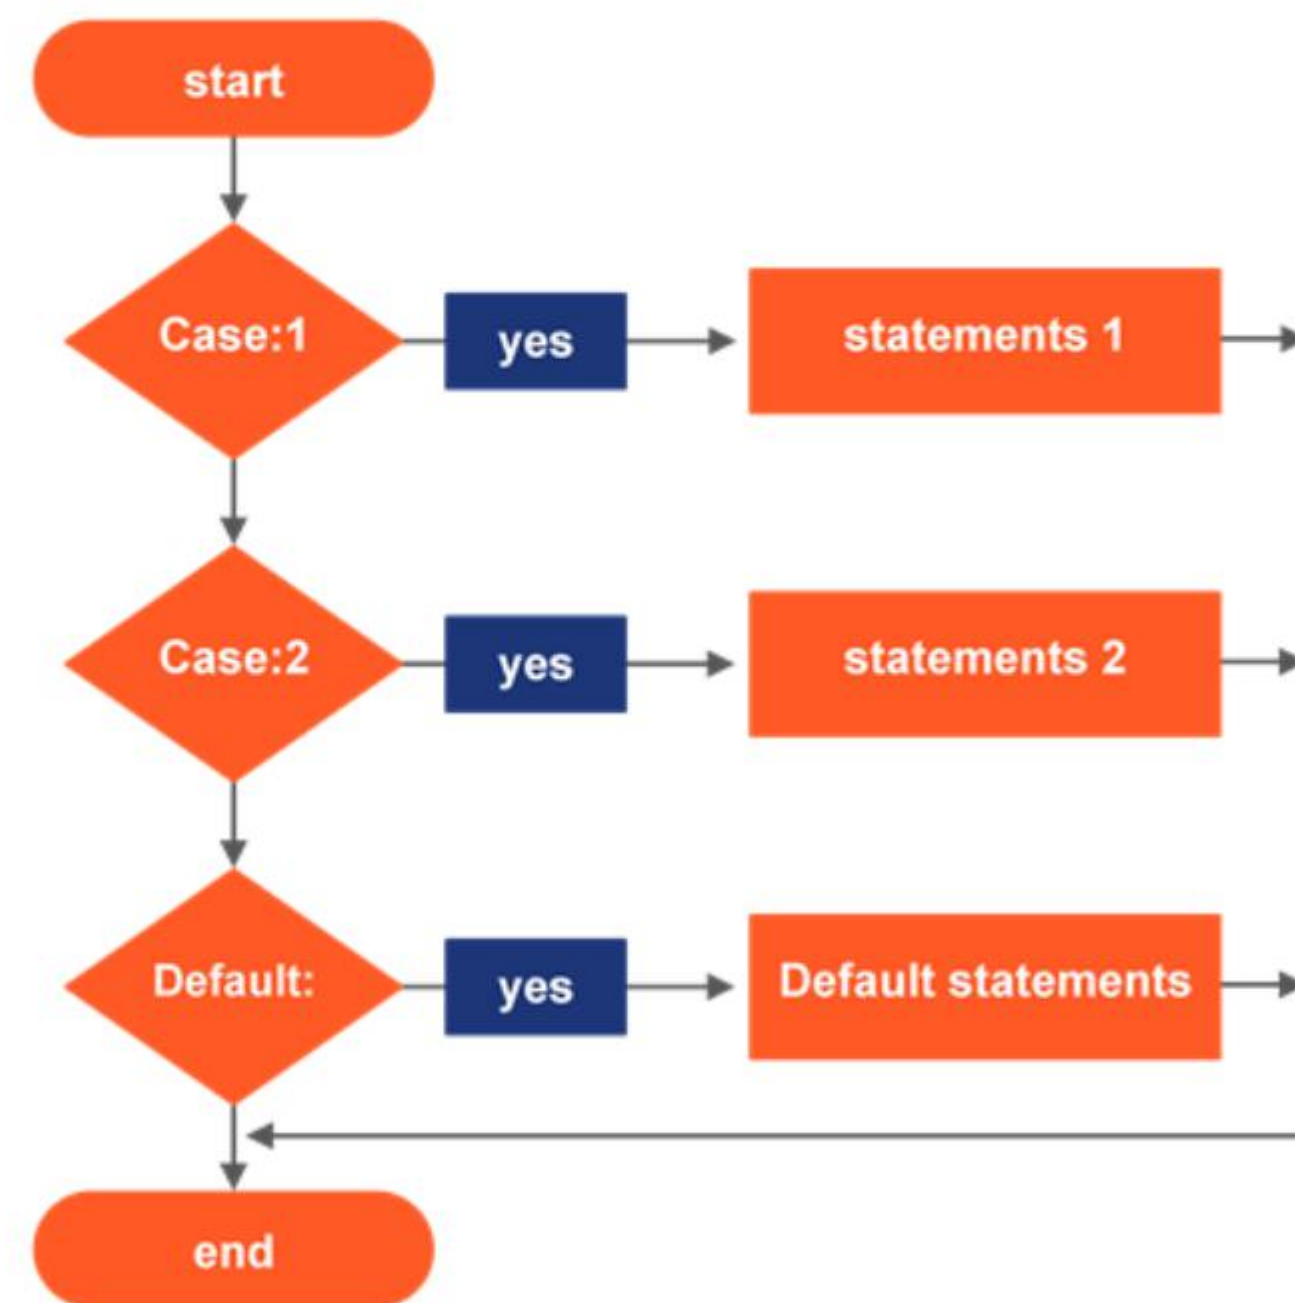 start
Case:1
yes
statements 1
Case:2
yes
statements 2
Default:
yes
Default statements
end